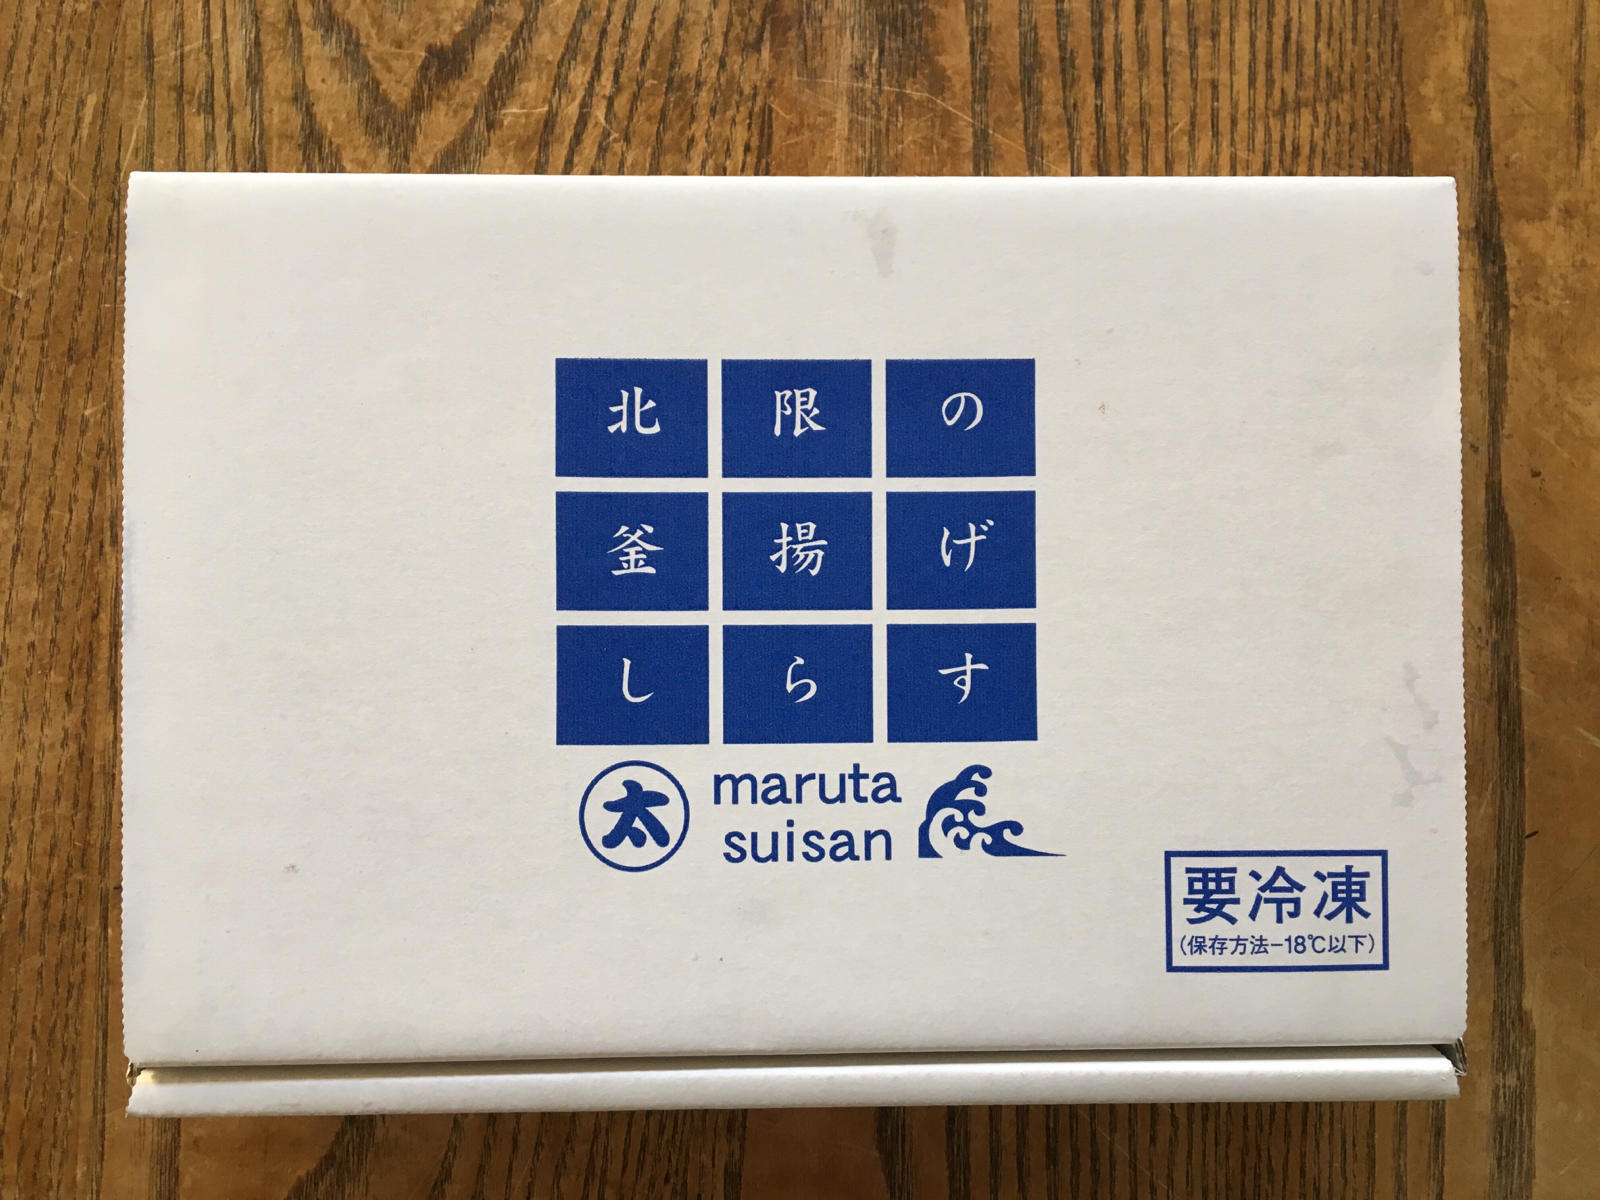 北限の
釜揚げ
しらす
太 maruta
suisan
要冷凍
(保存方法-18℃以下)